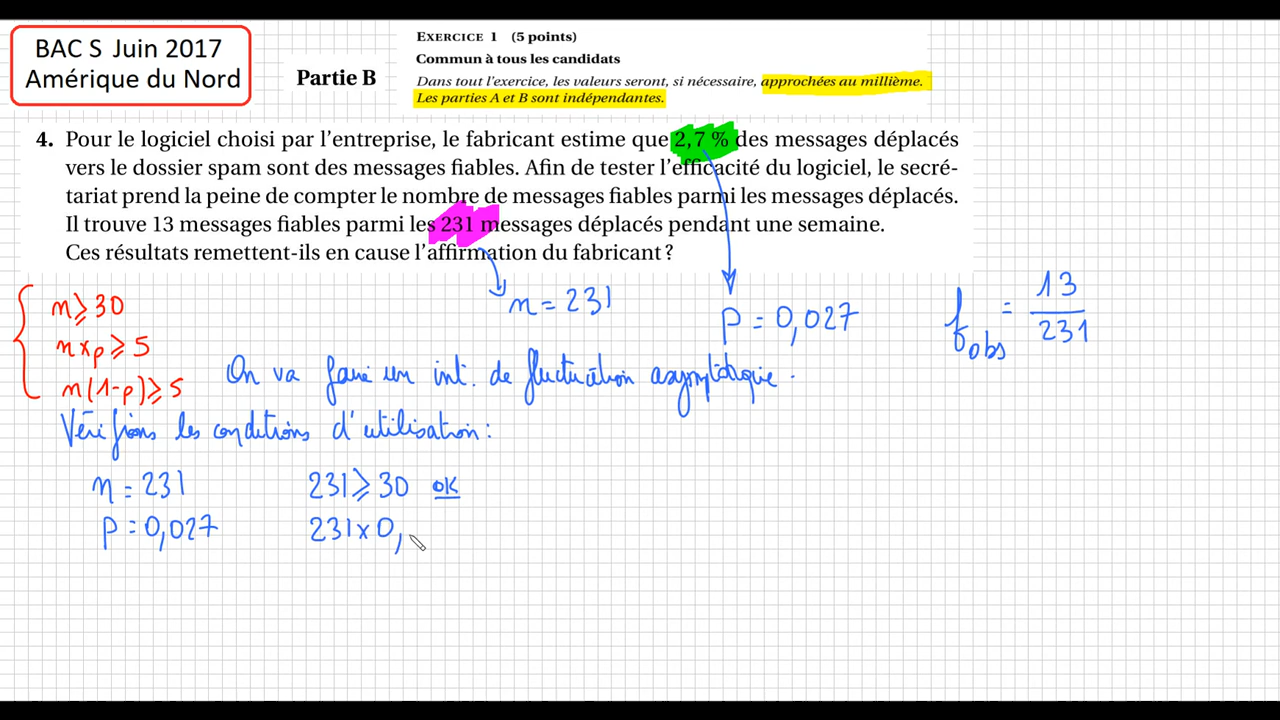 BAC S Juin 2017
Amérique du Nord
Partie B
EXERCICE 1 (5 points)
Commun à tous les candidats
Dans tout l'exercice, les valeurs seront, si nécessaire, approchées au millième.
Les parties A et B sont indépendantes.
4. Pour le logiciel choisi par l'entreprise, le fabricant estime que 2,7 % des messages déplacés
vers le dossier spam sont des messages fiables. Afin de tester l'efficacité du logiciel, le secré-
tariat prend la peine de compter le nombre de messages fiables parmi les messages déplacés.
Il trouve 13 messages fiables parmi les 231 messages déplacés pendant une semaine.
Ces résultats remettent-ils en cause l'affirmation du fabricant ?
n ⩾ 30
n × p ⩾ 5
n(1-p) ⩾ 5
n = 231
p = 0,027
f_obs = 13/231
On va faire un int. de fluctuation asymptotique.
Vérifions les conditions d'utilisation :
n = 231 231 ⩾ 30 OK
p = 0,027 231 × 0,